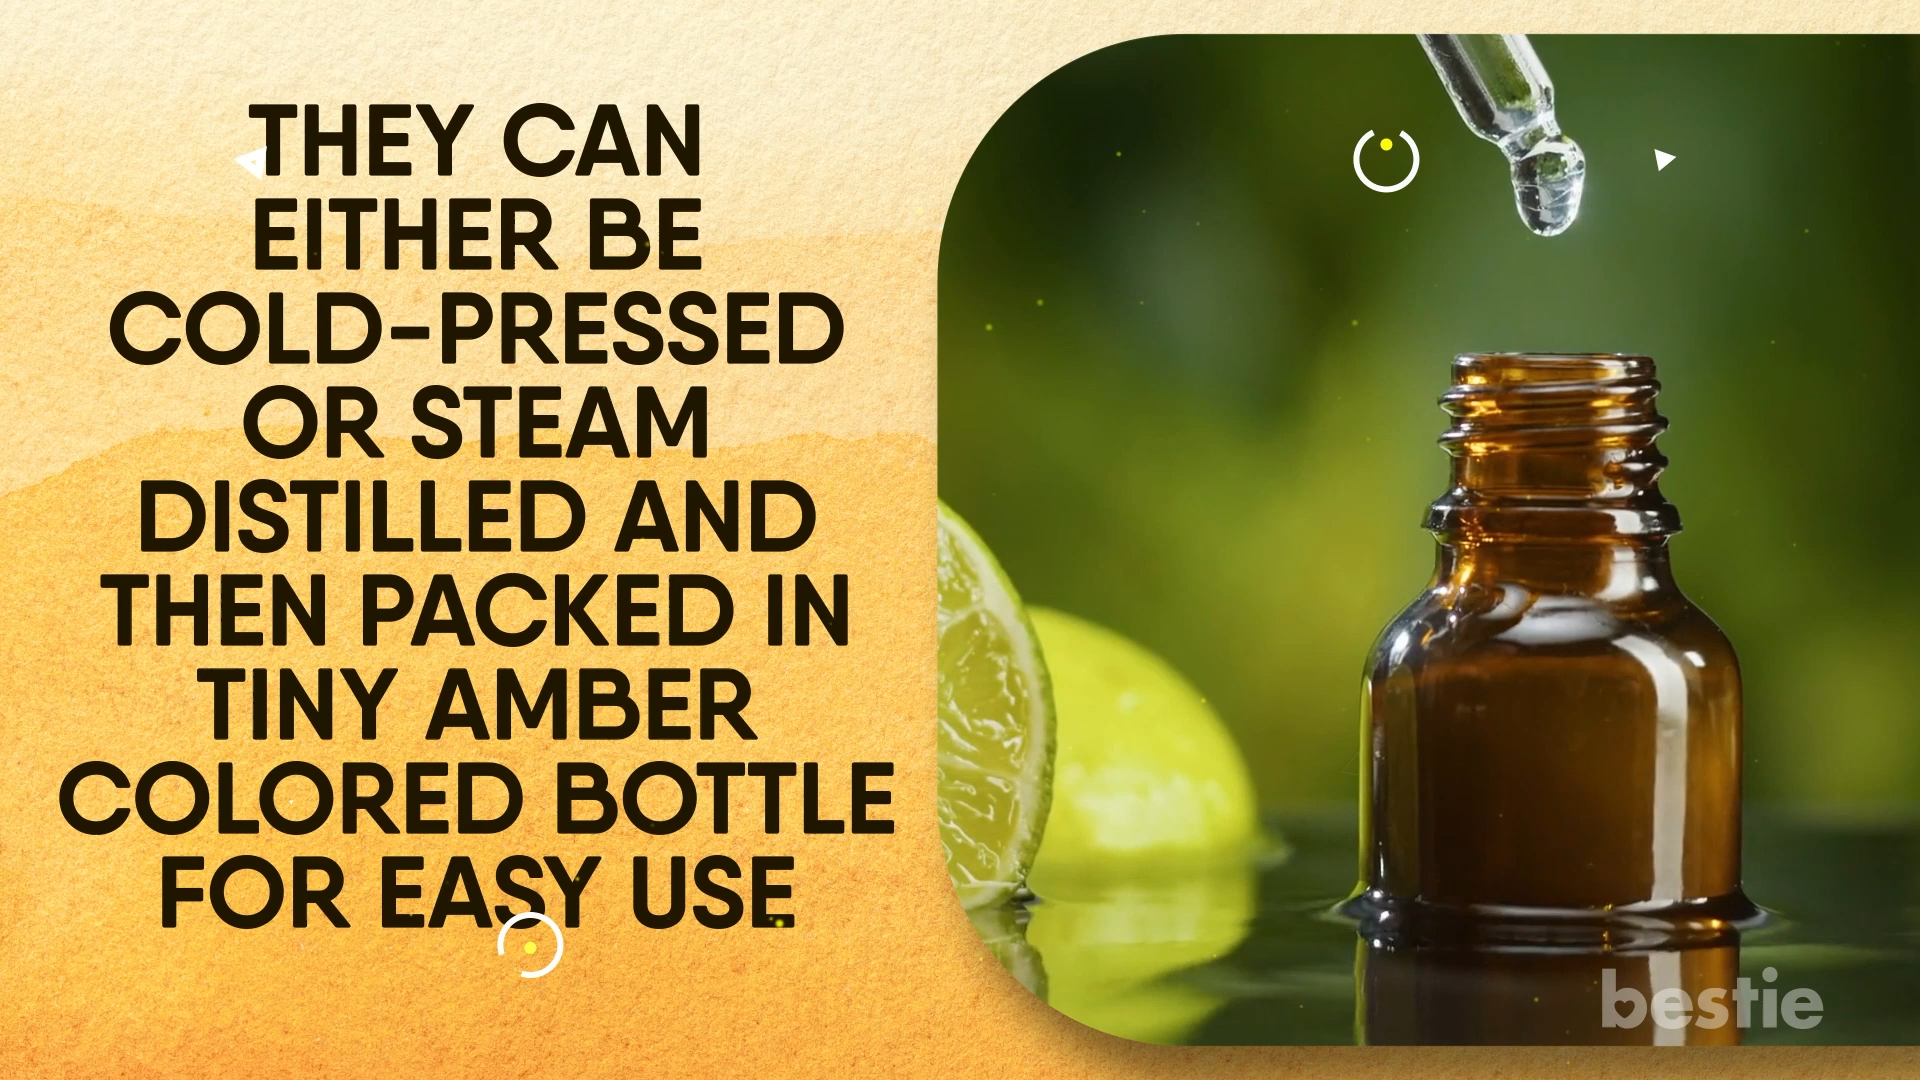 THEY CAN
EITHER BE
COLD-PRESSED
OR STEAM
DISTILLED AND
THEN PACKED IN
TINY AMBER
COLORED BOTTLE
FOR EASY USE
bestie